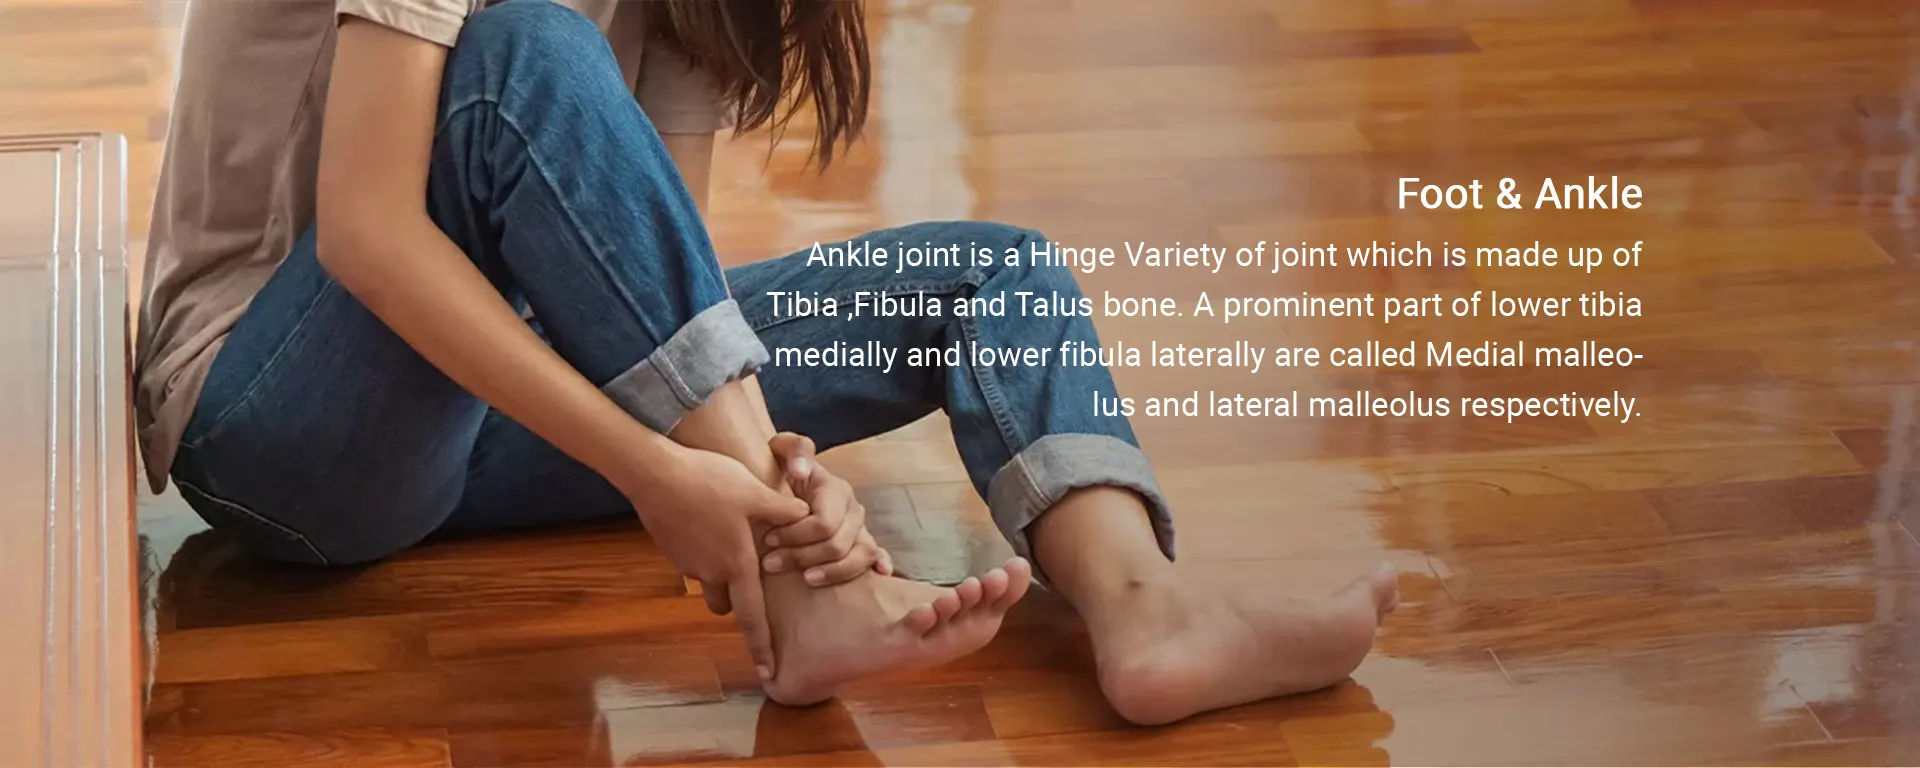 Foot & Ankle
Ankle joint is a Hinge Variety of joint which is made up of
Tibia ,Fibula and Talus bone. A prominent part of lower tibia
medially and lower fibula laterally are called Medial malleo-
lus and lateral malleolus respectively.